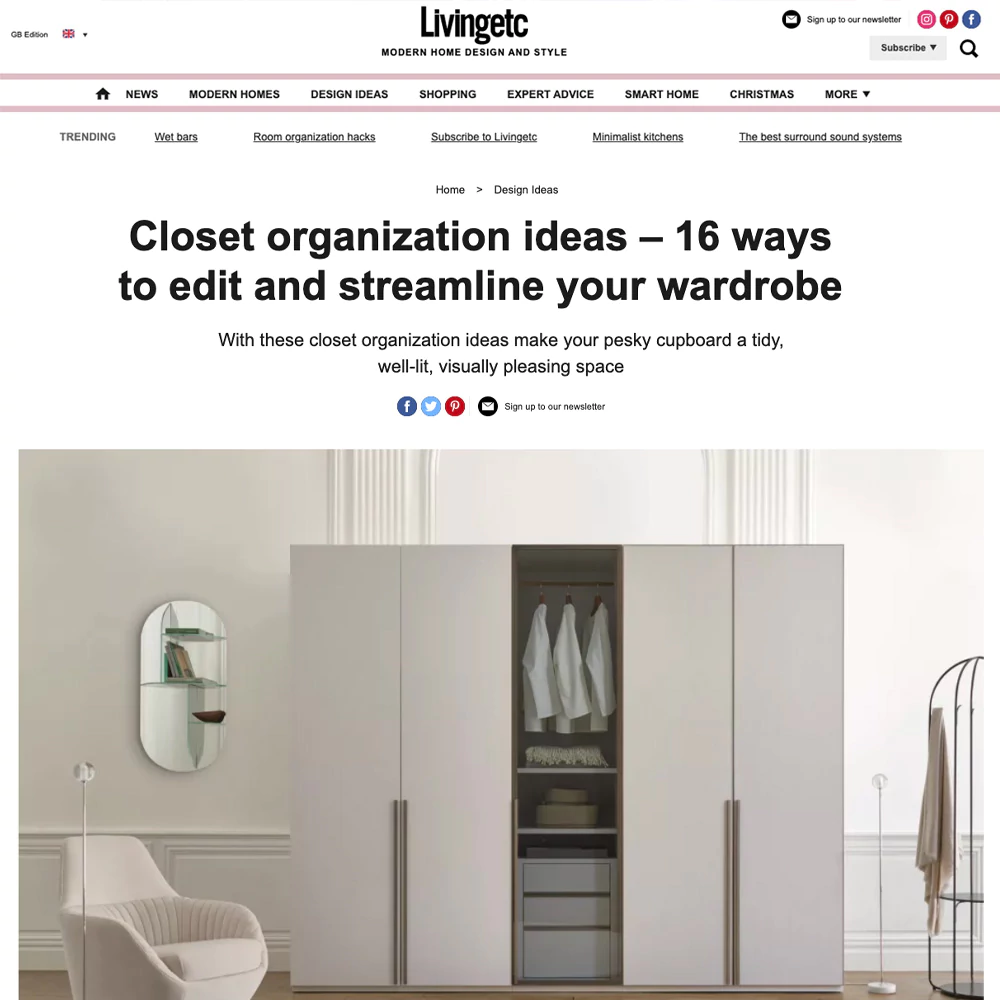 GB Edition
Livingetc
MODERN HOME DESIGN AND STYLE
Sign up to our newsletter
Subscribe ▼
NEWS MODERN HOMES DESIGN IDEAS SHOPPING EXPERT ADVICE SMART HOME CHRISTMAS MORE ▼
TRENDING Wet bars Room organization hacks Subscribe to Livingetc Minimalist kitchens The best surround sound systems
Home > Design Ideas
Closet organization ideas – 16 ways
to edit and streamline your wardrobe
With these closet organization ideas make your pesky cupboard a tidy,
well-lit, visually pleasing space
Sign up to our newsletter